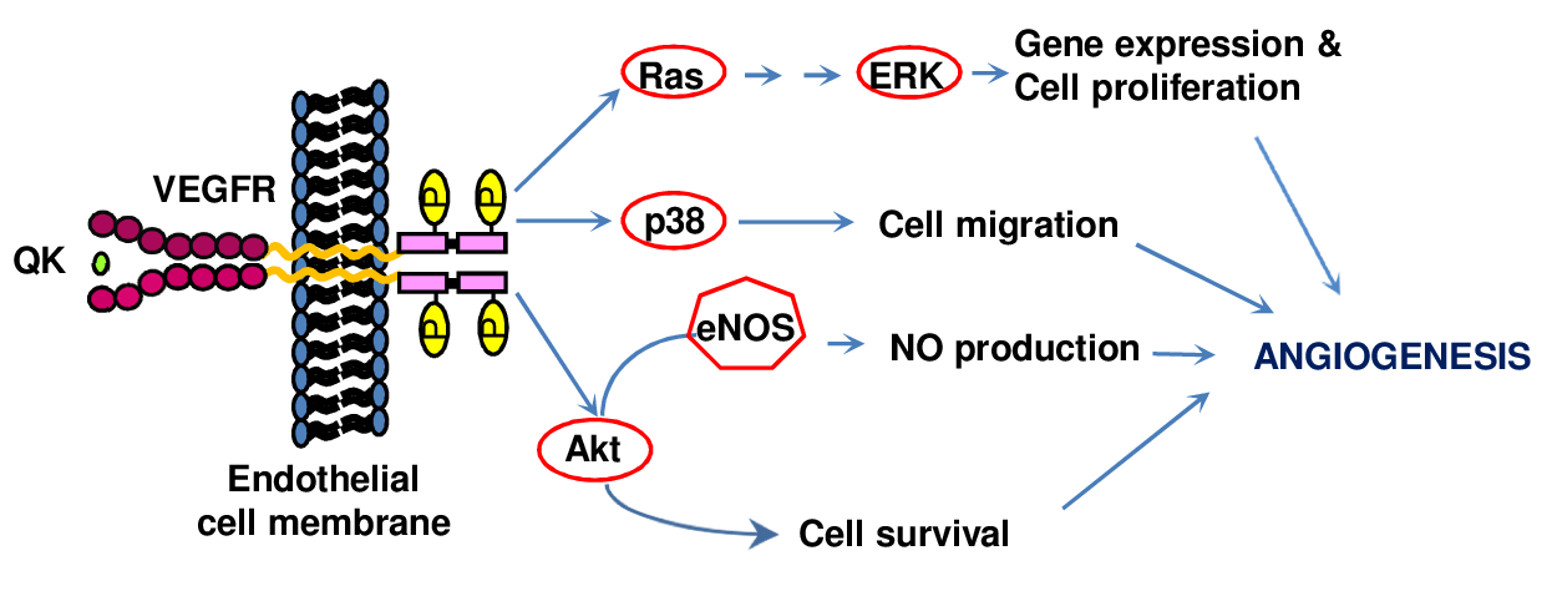 Gene expression &
Cell proliferation
Ras
ERK
VEGFR
p38
Cell migration
QK
eNOS
NO production
ANGIOGENESIS
Akt
Endothelial
cell membrane
Cell survival